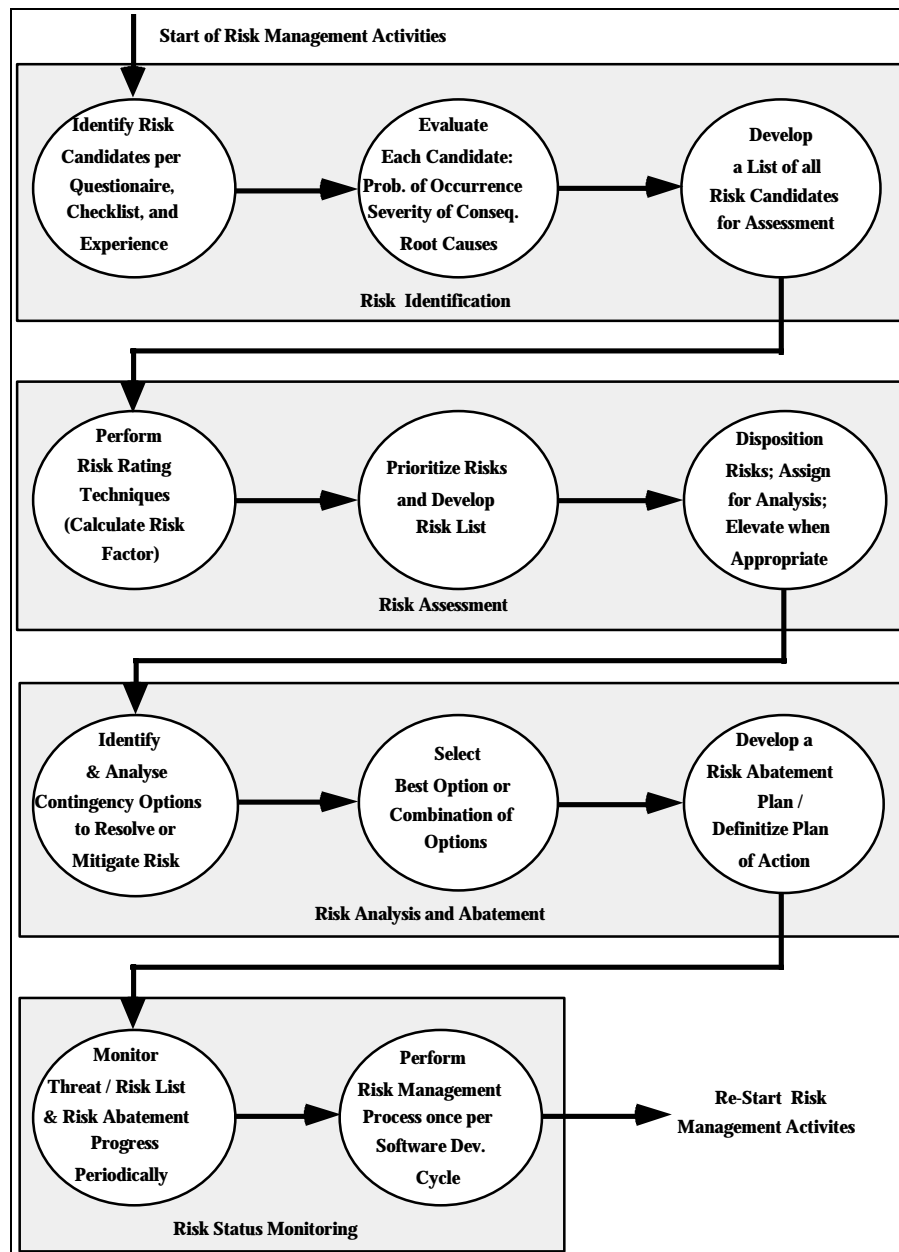 Start of Risk Management Activities
Identify Risk
Candidates per
Questionaire,
Checklist, and
Experience
Evaluate
Each Candidate:
Prob. of Occurrence
Severity of Conseq.
Root Causes
Develop
a List of all
Risk Candidates
for Assessment
Risk Identification
Perform
Risk Rating
Techniques
(Calculate Risk
Factor)
Prioritize Risks
and Develop
Risk List
Disposition
Risks; Assign
for Analysis;
Elevate when
Appropriate
Risk Assessment
Identify
& Analyse
Contingency Options
to Resolve or
Mitigate Risk
Select
Best Option or
Combination of
Options
Develop a
Risk Abatement
Plan /
Definitize Plan
of Action
Risk Analysis and Abatement
Monitor
Threat / Risk List
& Risk Abatement
Progress
Periodically
Perform
Risk Management
Process once per
Software Dev.
Cycle
Re-Start Risk
Management Activites
Risk Status Monitoring